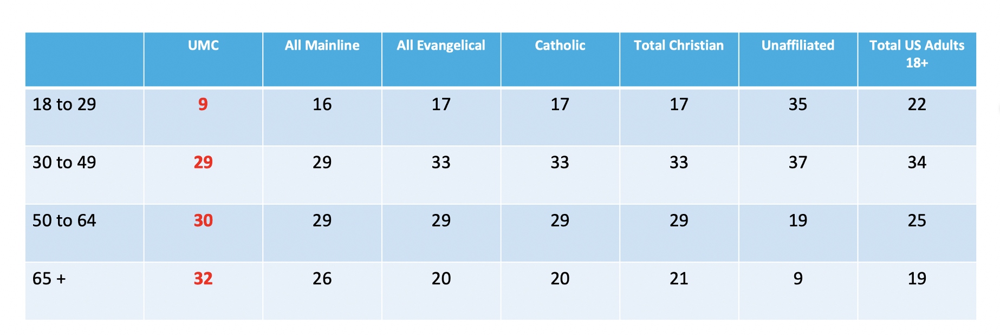 UMC All Mainline All Evangelical Catholic Total Christian Unaffiliated Total US Adults
18+
18 to 29 9 16 17 17 17 35 22
30 to 49 29 29 33 33 33 37 34
50 to 64 30 29 29 29 29 19 25
65 + 32 26 20 20 21 9 19